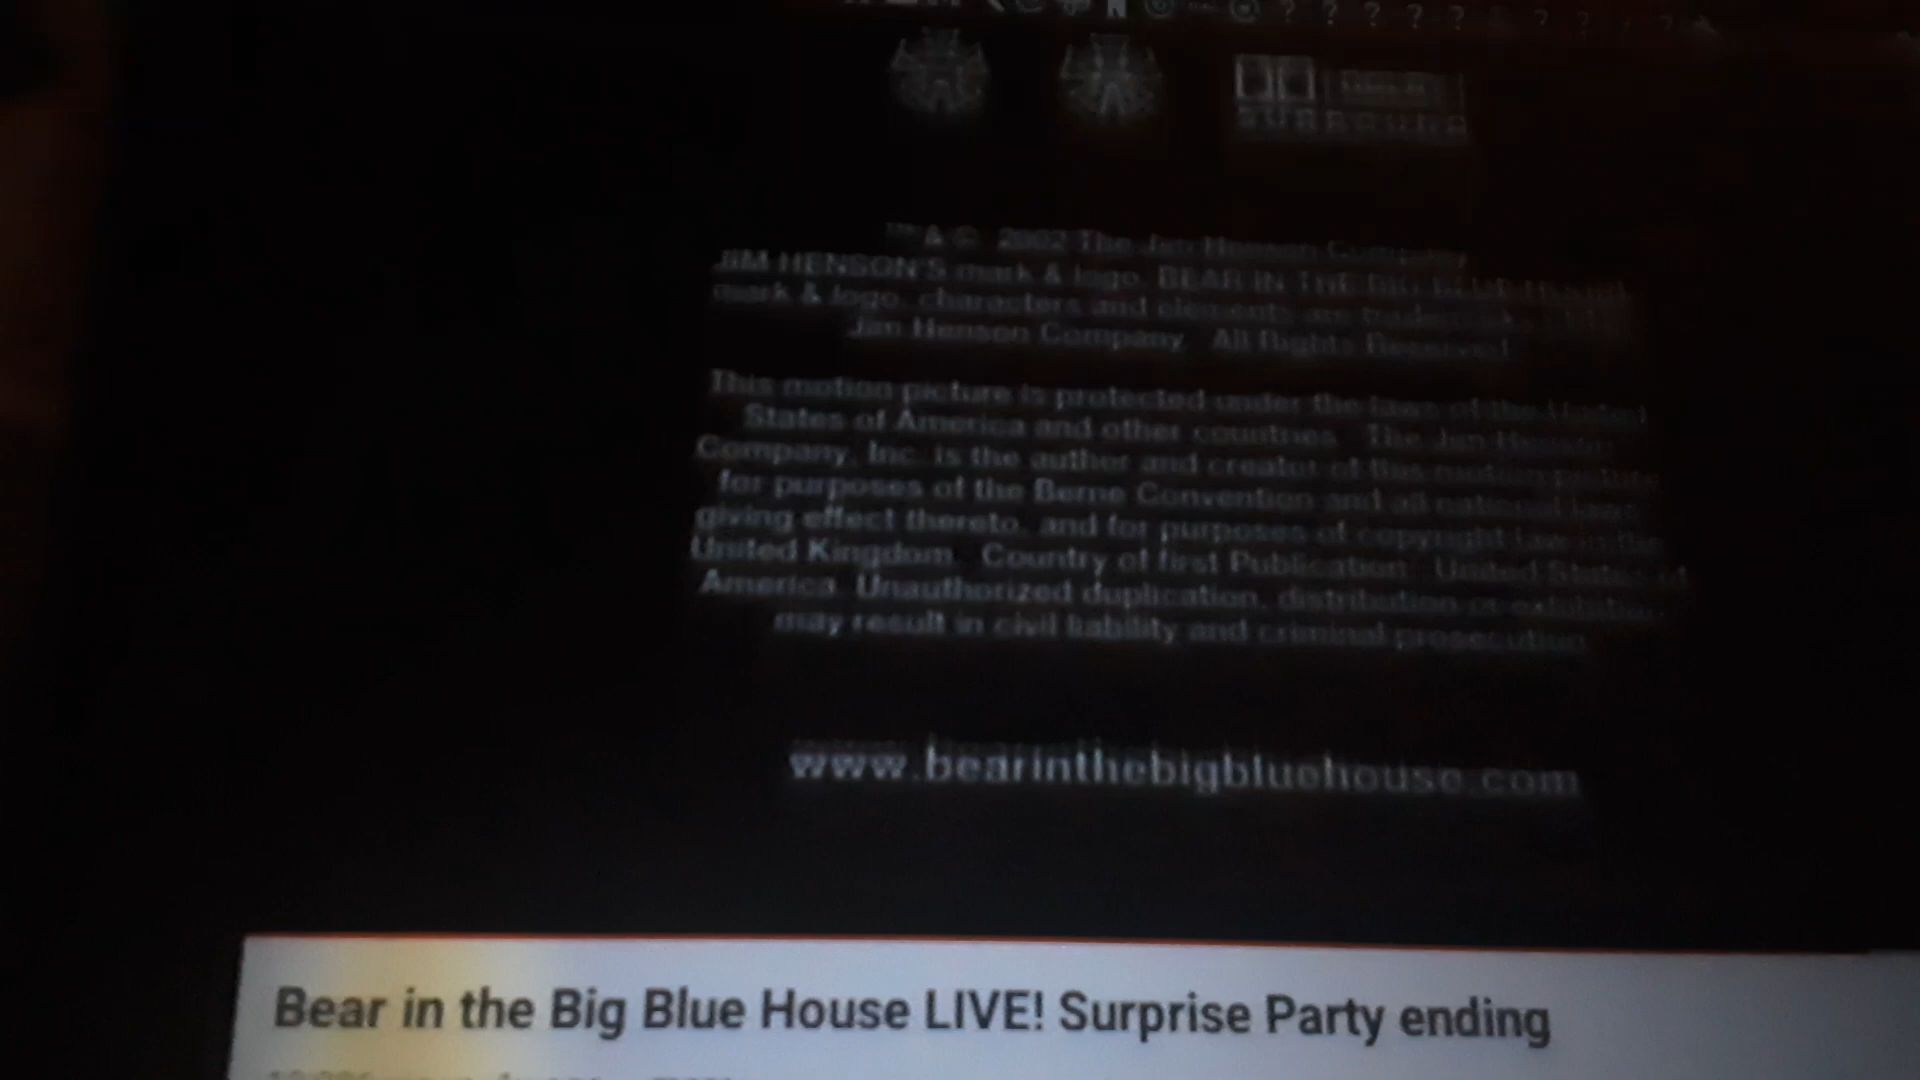 SURROUND
™ & © 2002 The Jim Henson Company
JIM HENSON'S mark & logo, BEAR IN THE BIG BLUE HOUSE
mark & logo, characters and elements are trademarks
Jim Henson Company. All Rights Reserved.
This motion picture is protected under the laws of the United
States of America and other countries. The Jim Henson
Company, Inc. is the author and creator of this motion picture
for purposes of the Berne Convention and all national laws
giving effect thereto, and for purposes of copyright law in the
United Kingdom. Country of first Publication: United States of
America. Unauthorized duplication, distribution or exhibition
may result in civil liability and criminal prosecution.
www.bearinthebigbluehouse.com
Bear in the Big Blue House LIVE! Surprise Party ending